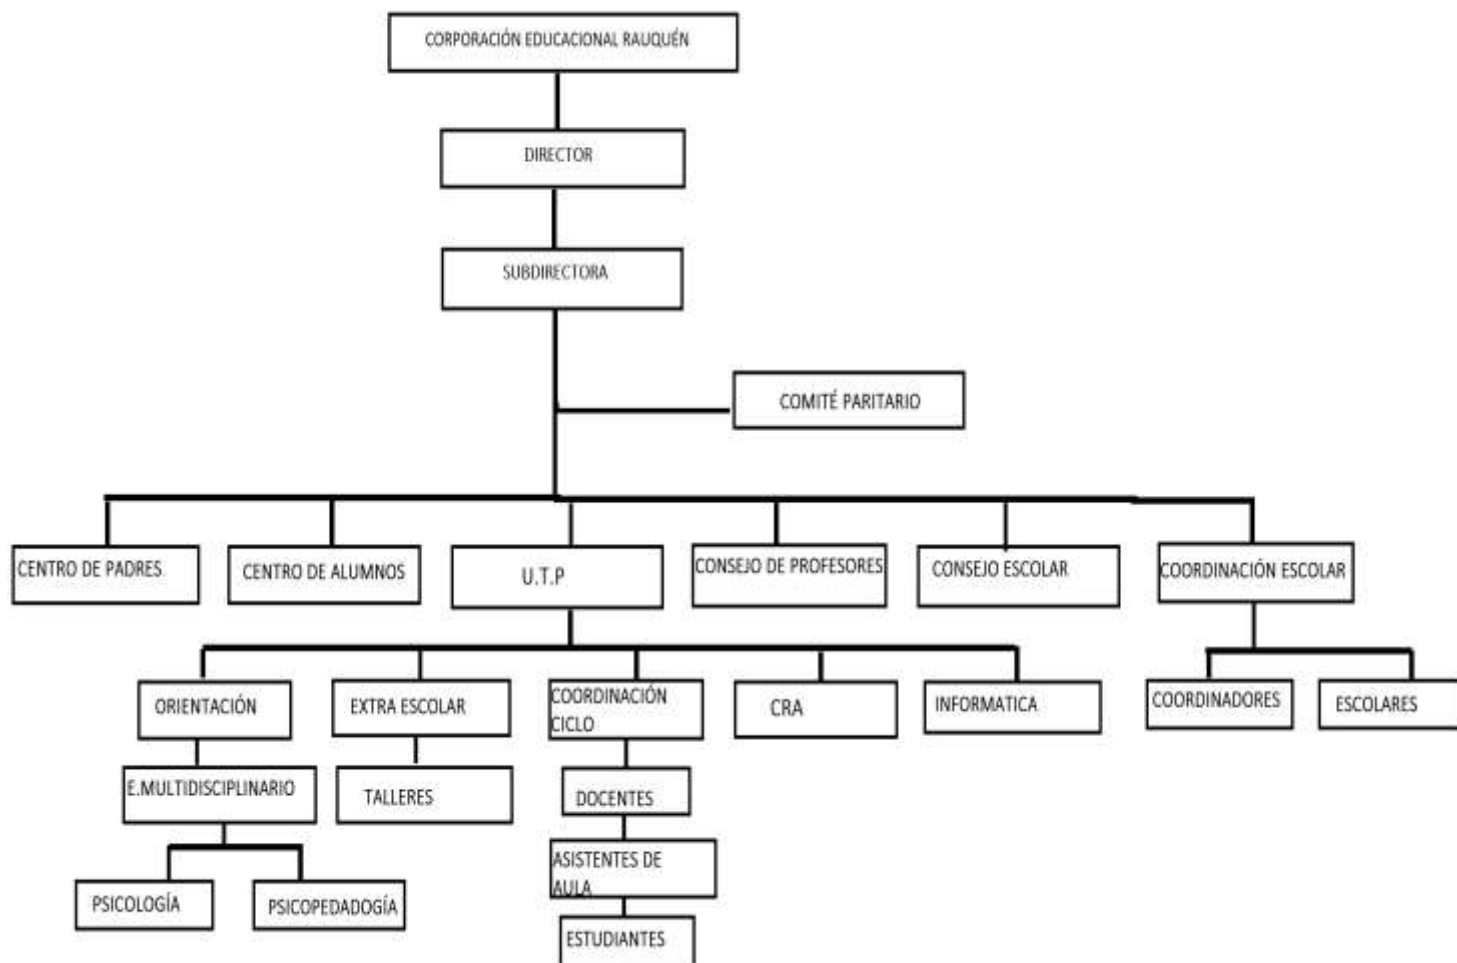 CORPORACIÓN EDUCACIONAL RAUQUÉN
DIRECTOR
SUBDIRECTORA
COMITÉ PARITARIO
CENTRO DE PADRES
CENTRO DE ALUMNOS
U.T.P
CONSEJO DE PROFESORES
CONSEJO ESCOLAR
COORDINACIÓN ESCOLAR
ORIENTACIÓN
EXTRA ESCOLAR
COORDINACIÓN
CICLO
CRA
INFORMATICA
COORDINADORES
ESCOLARES
E.MULTIDISCIPLINARIO
TALLERES
DOCENTES
ASISTENTES DE
AULA
PSICOLOGÍA
PSICOPEDADOGÍA
ESTUDIANTES